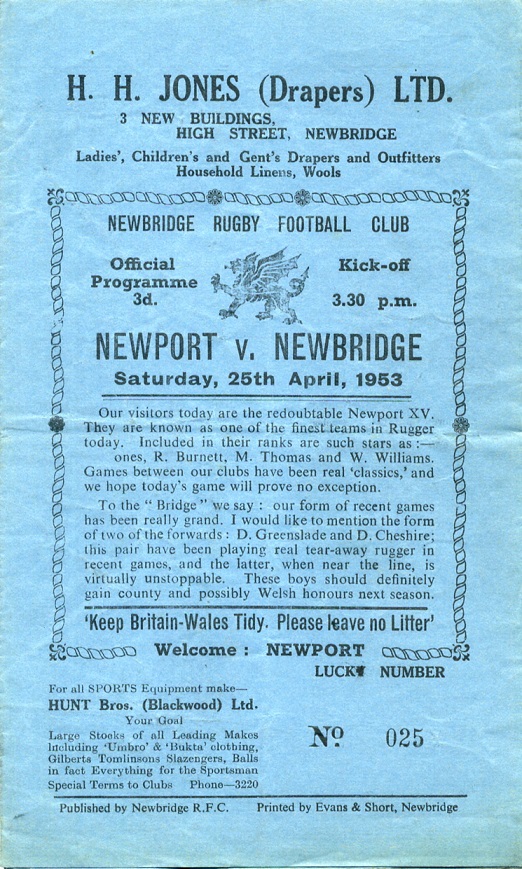 H. H. JONES (Drapers) LTD.
3 NEW BUILDINGS,
HIGH STREET, NEWBRIDGE
Ladies', Children's and Gent's Drapers and Outfitters
Household Linens, Wools
NEWBRIDGE RUGBY FOOTBALL CLUB
Official
Programme
3d.
Kick-off
3.30 p.m.
NEWPORT v. NEWBRIDGE
Saturday, 25th April, 1953
Our visitors today are the redoubtable Newport XV.
They are known as one of the finest teams in Rugger
today. Included in their ranks are such stars as :—
ones, R. Burnett, M. Thomas and W. Williams.
Games between our clubs have been real 'classics,' and
we hope today's game will prove no exception.
To the " Bridge " we say : our form of recent games
has been really grand. I would like to mention the form
of two of the forwards : D. Greenslade and D. Cheshire;
this pair have been playing real tear-away rugger in
recent games, and the latter, when near the line, is
virtually unstoppable. These boys should definitely
gain county and possibly Welsh honours next season.
'Keep Britain-Wales Tidy. Please leave no Litter'
Welcome : NEWPORT
LUCKY NUMBER
For all SPORTS Equipment make—
HUNT Bros. (Blackwood) Ltd.
Your Goal
Large Stocks of all Leading Makes
Including 'Umbro' & 'Bukta' clothing,
Gilberts Tomlinsons Slazengers, Balls
in fact Everything for the Sportsman
Special Terms to Clubs Phone—3220
No. 025
Published by Newbridge R.F.C. Printed by Evans & Short, Newbridge